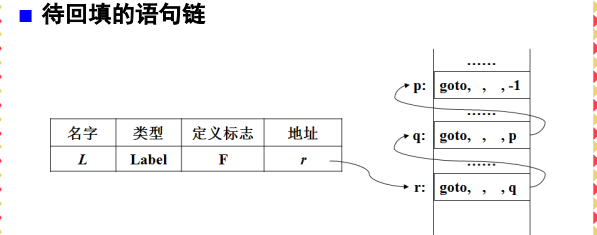 待回填的语句链
……
p: goto, , , -1
……
名字 类型 定义标志 地址
q: goto, , , p
L Label F r
……
r: goto, , , q